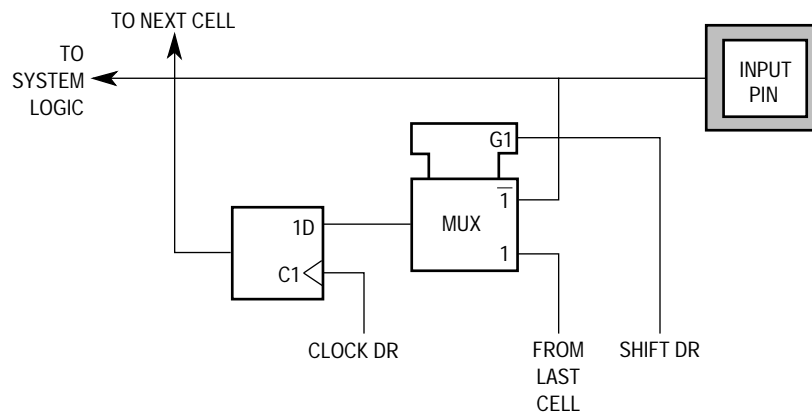 TO NEXT CELL
TO
SYSTEM
LOGIC
INPUT
PIN
G1
1
MUX
1
1D
C1
CLOCK DR
FROM
LAST
CELL
SHIFT DR